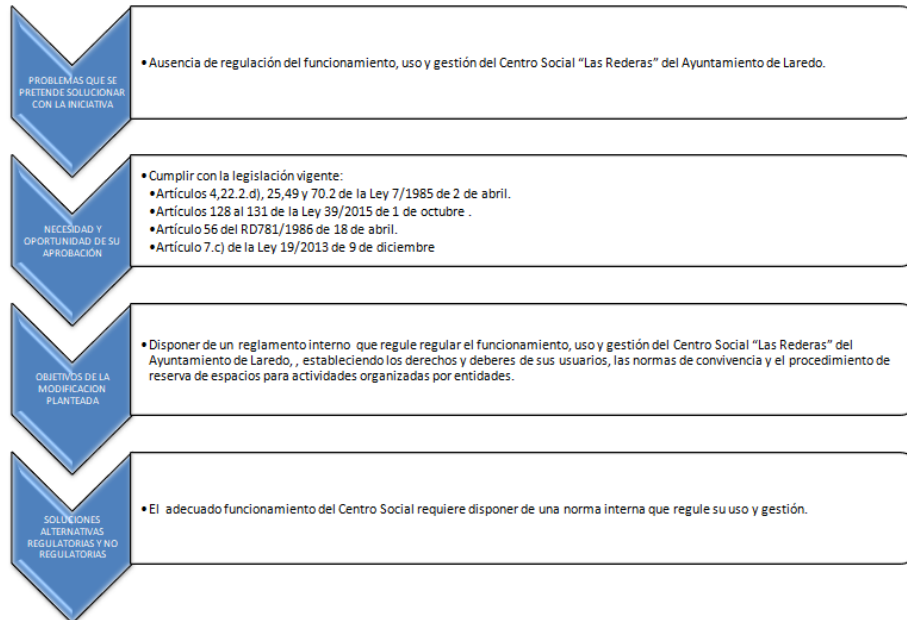 PROBLEMAS QUE SE
PRETENDE SOLUCIONAR
CON LA INICIATIVA
•Ausencia de regulación del funcionamiento, uso y gestión del Centro Social “Las Rederas” del Ayuntamiento de Laredo.
NECESIDAD Y
OPORTUNIDAD DE SU
APROBACIÓN
•Cumplir con la legislación vigente:
•Artículos 4,22.2.d), 25,49 y 70.2 de la Ley 7/1985 de 2 de abril.
•Artículos 128 al 131 de la Ley 39/2015 de 1 de octubre .
•Artículo 56 del RD781/1986 de 18 de abril.
•Artículo 7.c) de la Ley 19/2013 de 9 de diciembre
OBJETIVOS DE LA
MODIFICACION
PLANTEADA
•Disponer de un reglamento interno que regule regular el funcionamiento, uso y gestión del Centro Social “Las Rederas” del
Ayuntamiento de Laredo, , estableciendo los derechos y deberes de sus usuarios, las normas de convivencia y el procedimiento de
reserva de espacios para actividades organizadas por entidades.
SOLUCIONES
ALTERNATIVAS
REGULATORIAS Y NO
REGULATORIAS
•El adecuado funcionamiento del Centro Social requiere disponer de una norma interna que regule su uso y gestión.